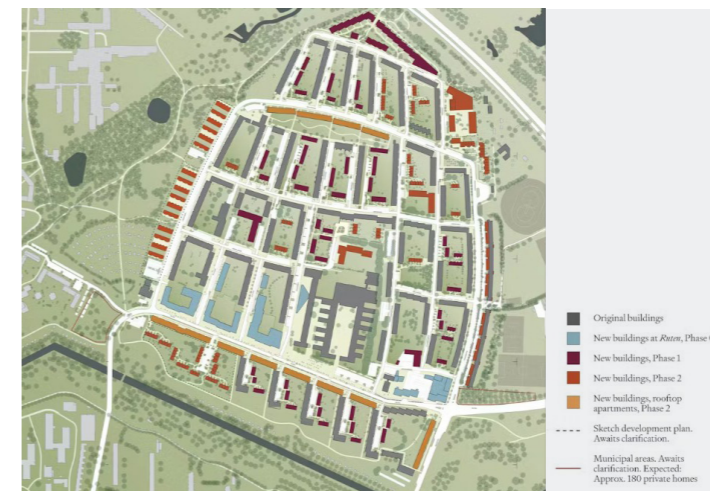 Original buildings
New buildings at Ruten, Phase
New buildings, Phase 1
New buildings, Phase 2
New buildings, rooftop
apartments, Phase 2
Sketch development plan.
Awaits clarification.
Municipal areas. Awaits
clarification. Expected:
Approx. 180 private homes